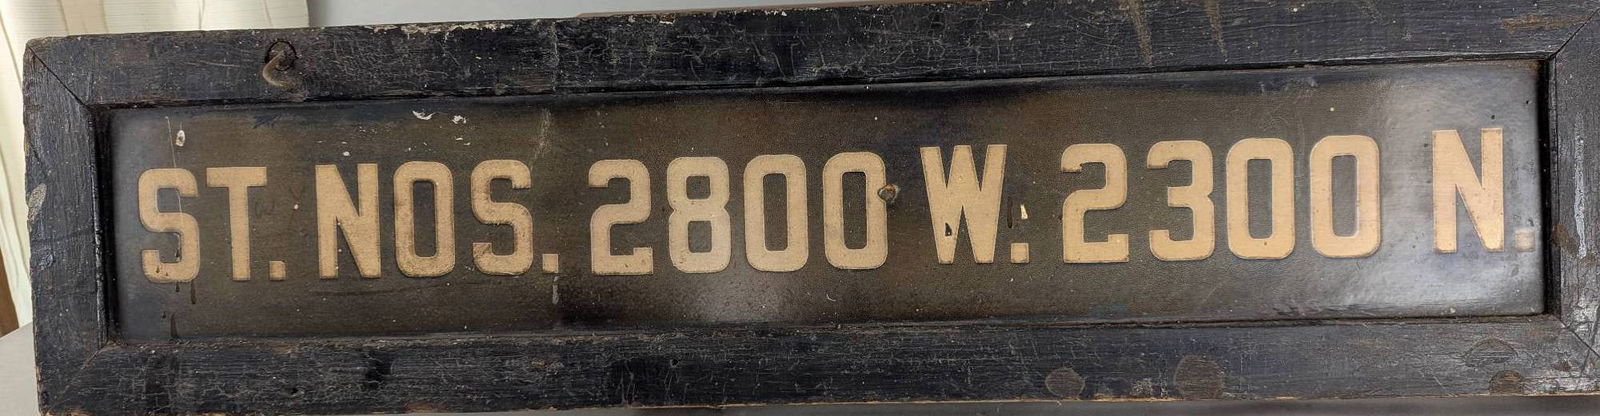 ST. NOS. 2800 W. 2300 N.